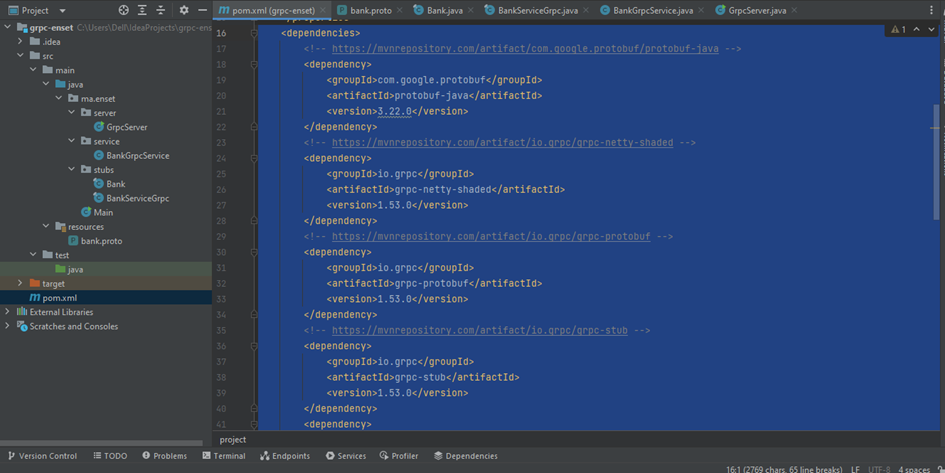 Project
grpc-enset C:\Users\Dell\IdeaProjects\grpc-ens
.idea
src
main
java
ma.enset
server
GrpcServer
service
BankGrpcService
stubs
Bank
BankServiceGrpc
Main
resources
bank.proto
test
java
target
pom.xml
External Libraries
Scratches and Consoles
pom.xml (grpc-enset) bank.proto Bank.java BankServiceGrpc.java BankGrpcService.java GrpcServer.java
1
16 <dependencies>
17 <!-- https://mvnrepository.com/artifact/com.google.protobuf/protobuf-java -->
18 <dependency>
19 <groupId>com.google.protobuf</groupId>
20 <artifactId>protobuf-java</artifactId>
21 <version>3.22.0</version>
22 </dependency>
23 <!-- https://mvnrepository.com/artifact/io.grpc/grpc-netty-shaded -->
24 <dependency>
25 <groupId>io.grpc</groupId>
26 <artifactId>grpc-netty-shaded</artifactId>
27 <version>1.53.0</version>
28 </dependency>
29 <!-- https://mvnrepository.com/artifact/io.grpc/grpc-protobuf -->
30 <dependency>
31 <groupId>io.grpc</groupId>
32 <artifactId>grpc-protobuf</artifactId>
33 <version>1.53.0</version>
34 </dependency>
35 <!-- https://mvnrepository.com/artifact/io.grpc/grpc-stub -->
36 <dependency>
37 <groupId>io.grpc</groupId>
38 <artifactId>grpc-stub</artifactId>
39 <version>1.53.0</version>
40 </dependency>
41 <dependency>
project
Version Control TODO Problems Terminal Endpoints Services Profiler Dependencies
16:1 (2769 chars, 65 line breaks) LF UTF-8 4 spaces